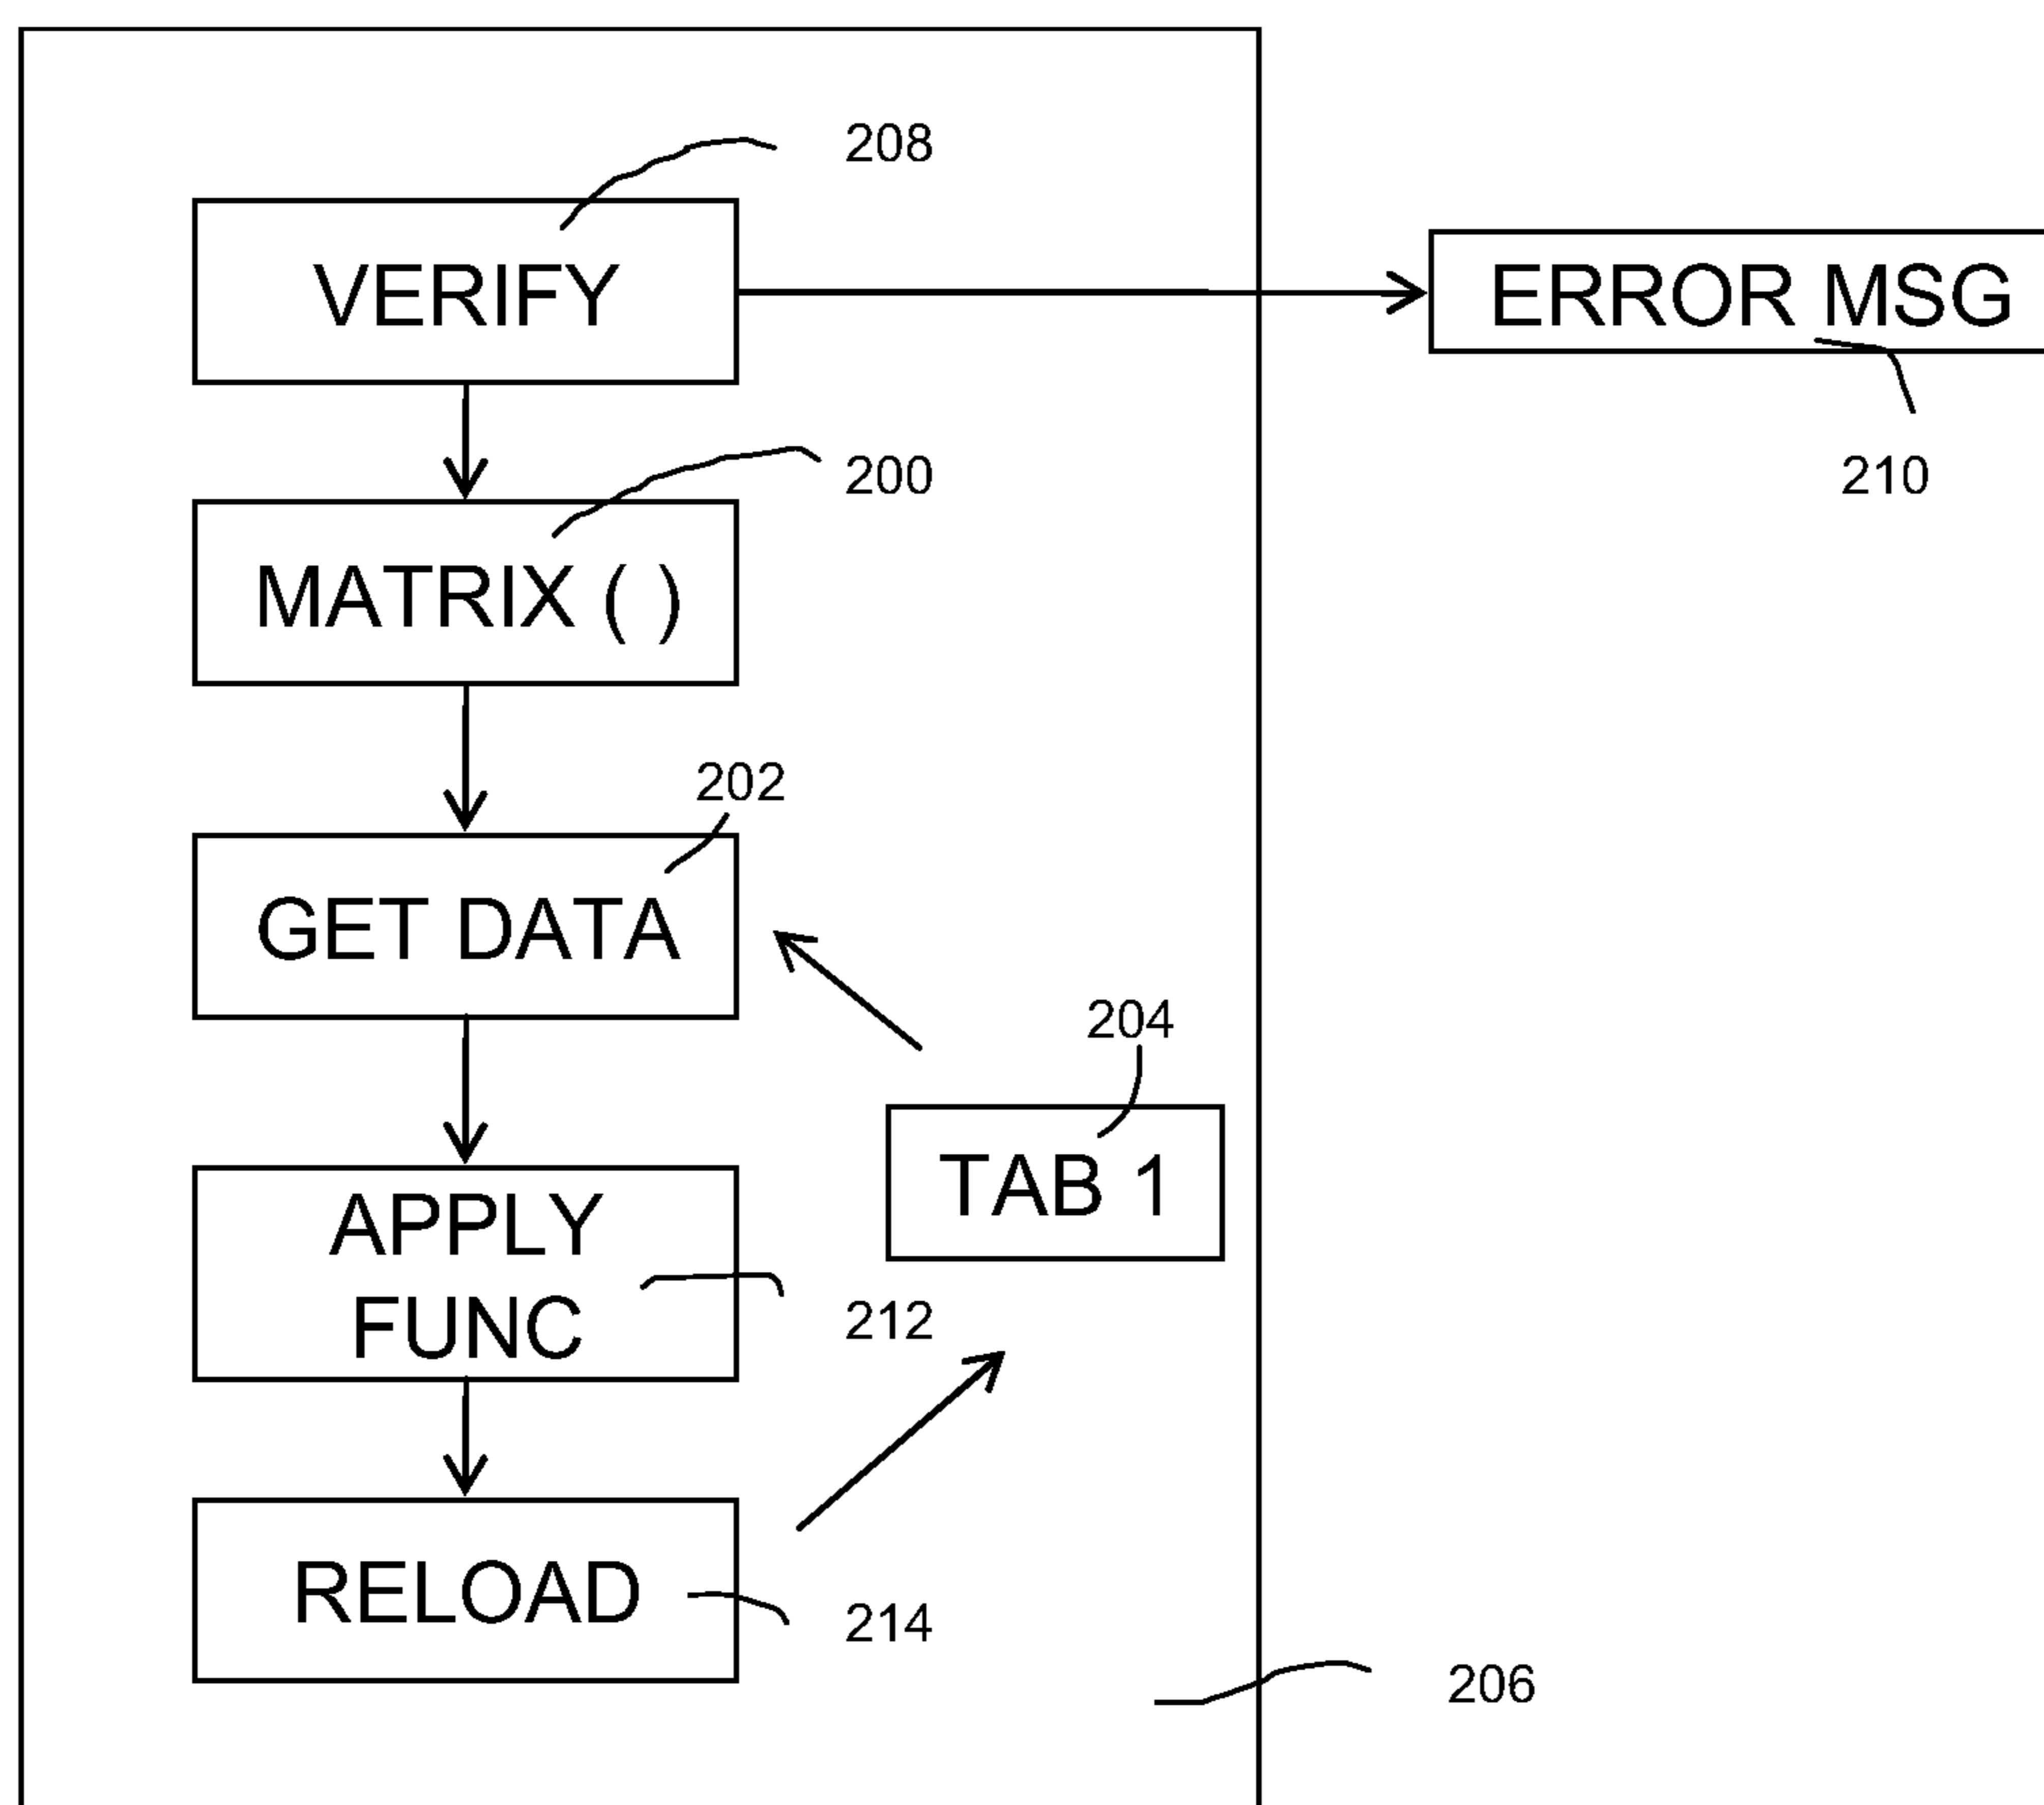 208
VERIFY
ERROR MSG
200
210
MATRIX ( )
202
GET DATA
204
TAB 1
APPLY
FUNC
212
RELOAD
214
206